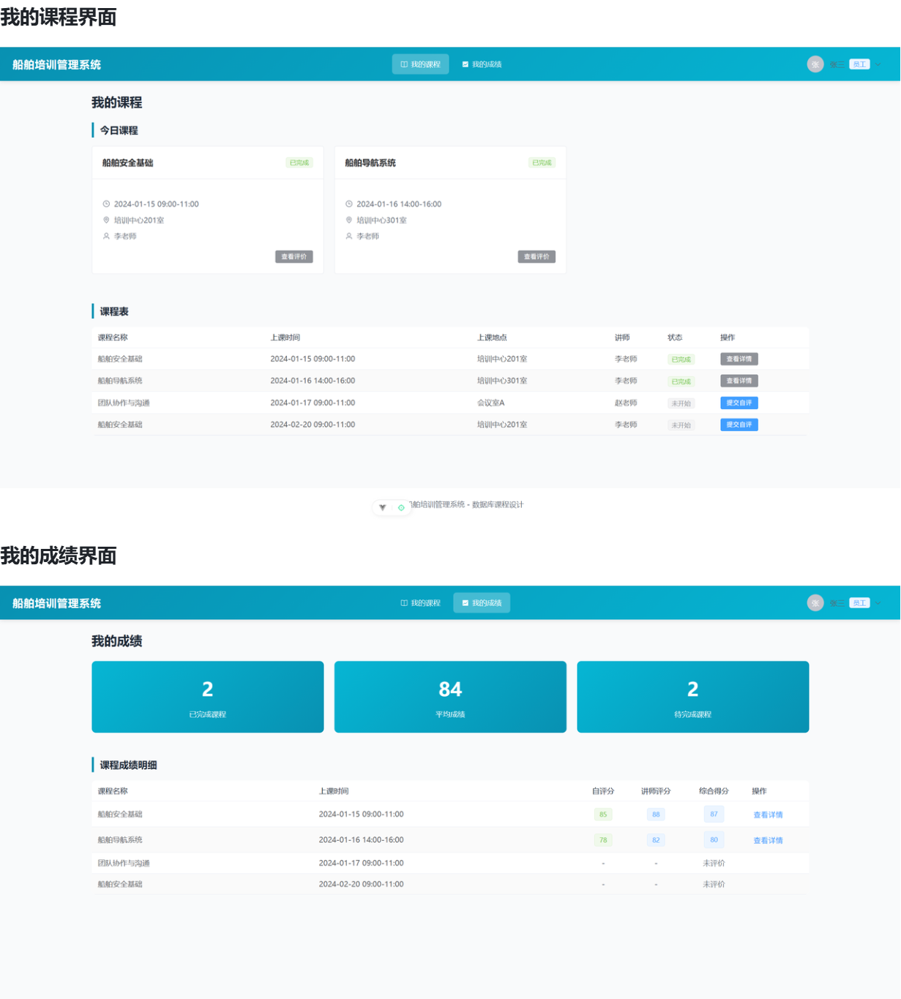 我的课程界面
船舶培训管理系统 我的课程 我的成绩 张 张三 员工
我的课程
今日课程
船舶安全基础 已完成 船舶导航系统 已完成
2024-01-15 09:00-11:00 2024-01-16 14:00-16:00
培训中心201室 培训中心301室
李老师 李老师
查看评价 查看评价
课程表
课程名称 上课时间 上课地点 讲师 状态 操作
船舶安全基础 2024-01-15 09:00-11:00 培训中心201室 李老师 已完成 查看详情
船舶导航系统 2024-01-16 14:00-16:00 培训中心301室 李老师 已完成 查看详情
团队协作与沟通 2024-01-17 09:00-11:00 会议室A 赵老师 未开始 提交自评
船舶安全基础 2024-02-20 09:00-11:00 培训中心201室 李老师 未开始 提交自评
舶培训管理系统 - 数据库课程设计
我的成绩界面
船舶培训管理系统 我的课程 我的成绩 张 张三 员工
我的成绩
2 84 2
已完成课程 平均成绩 待完成课程
课程成绩明细
课程名称 上课时间 自评分 讲师评分 综合得分 操作
船舶安全基础 2024-01-15 09:00-11:00 85 88 87 查看详情
船舶导航系统 2024-01-16 14:00-16:00 78 82 80 查看详情
团队协作与沟通 2024-01-17 09:00-11:00 - - 未评价
船舶安全基础 2024-02-20 09:00-11:00 - - 未评价